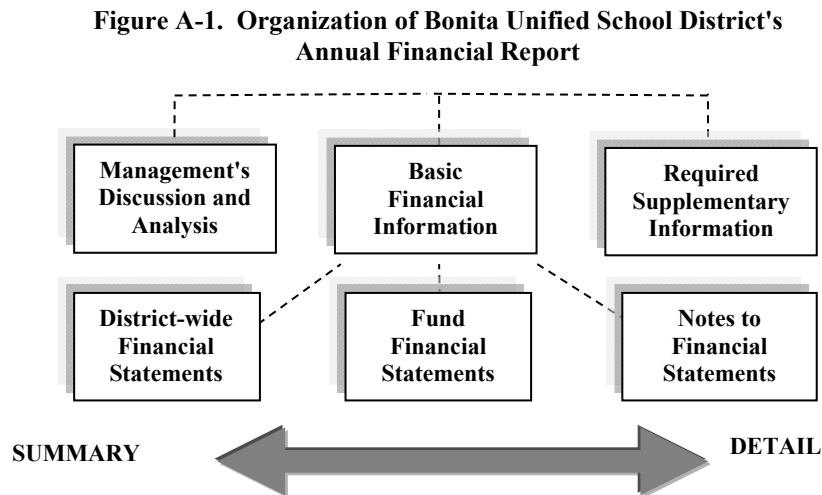 Figure A-1. Organization of Bonita Unified School District's
Annual Financial Report
Management's
Discussion and
Analysis
Basic
Financial
Information
Required
Supplementary
Information
District-wide
Financial
Statements
Fund
Financial
Statements
Notes to
Financial
Statements
SUMMARY
DETAIL